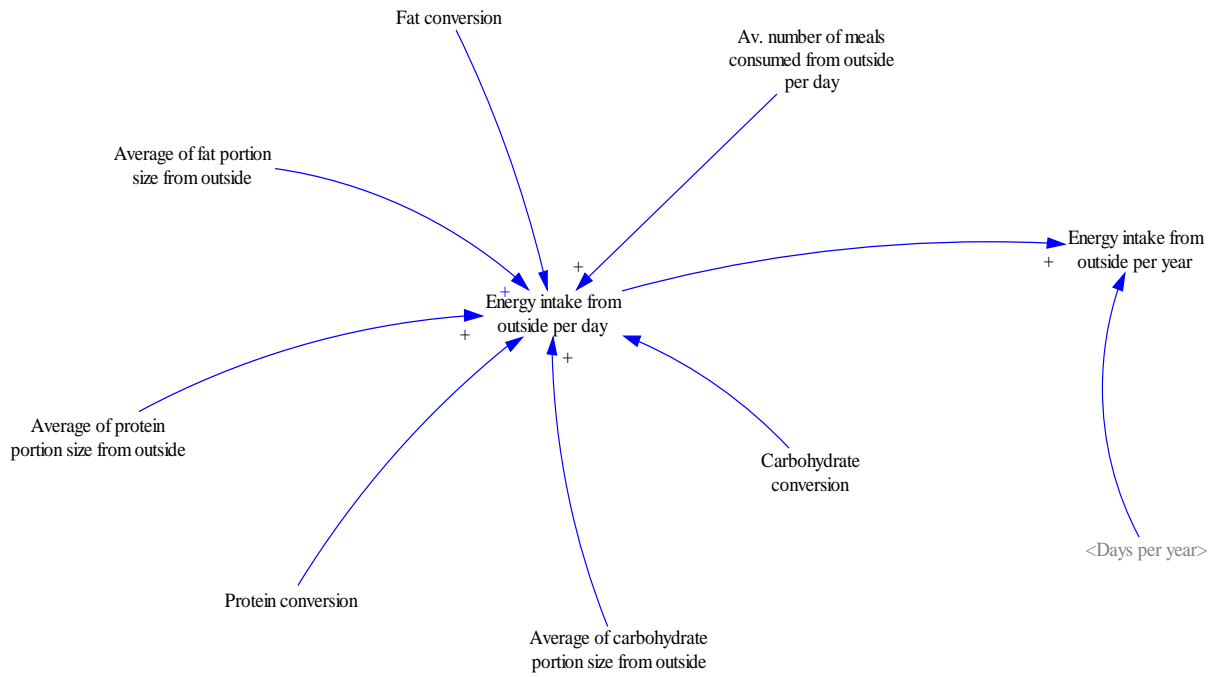 Fat conversion
Av. number of meals
consumed from outside
per day
Average of fat portion
size from outside
Energy intake from
outside per year
+
+
+
Energy intake from
outside per day
+
+
Average of protein
portion size from outside
Carbohydrate
conversion
<Days per year>
Protein conversion
Average of carbohydrate
portion size from outside